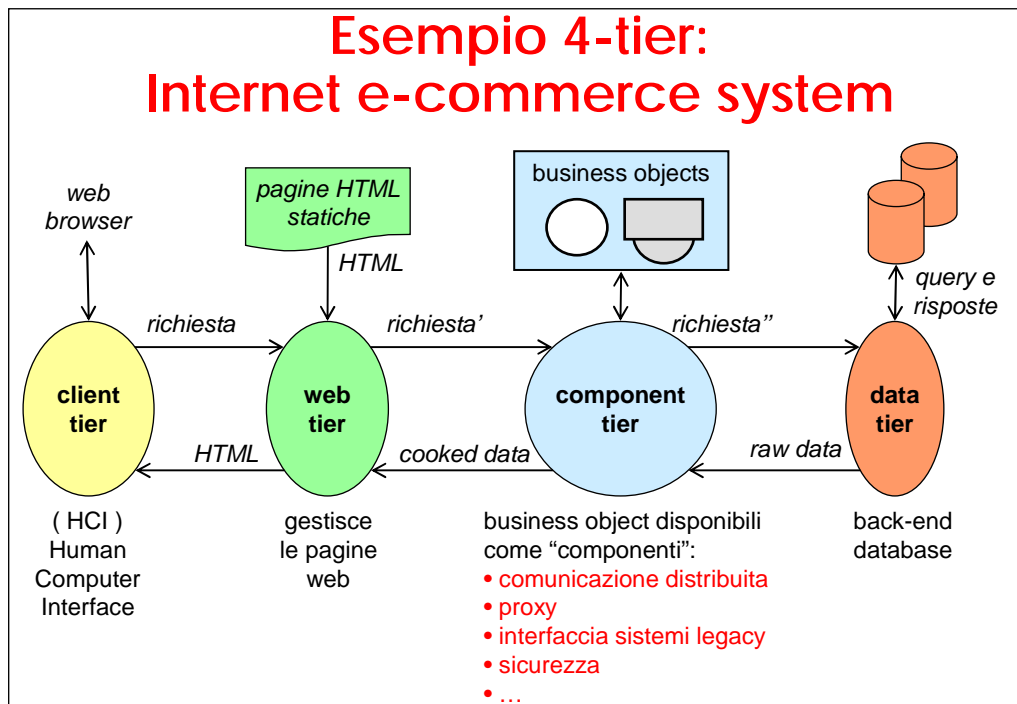 Esempio 4-tier:
Internet e-commerce system
web
browser
pagine HTML
statiche
HTML
business objects
query e
risposte
richiesta
richiesta’
richiesta’’
client
tier
web
tier
component
tier
data
tier
HTML
cooked data
raw data
( HCI )
Human
Computer
Interface
gestisce
le pagine
web
business object disponibili
come “componenti”:
• comunicazione distribuita
• proxy
• interfaccia sistemi legacy
• sicurezza
• …
back-end
database